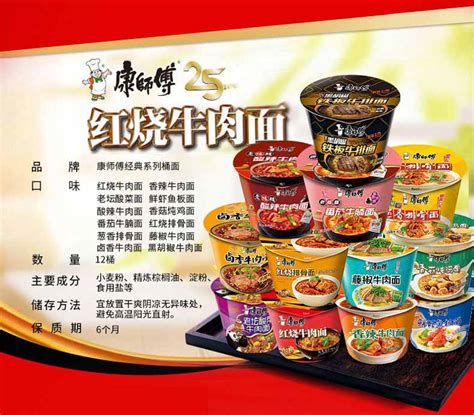 康師傅 25
红烧牛肉面
品牌 康师傅经典系列桶面
口味 红烧牛肉面 香辣牛肉面
老坛酸菜面 鲜虾鱼板面
酸辣牛肉面 香菇炖鸡面
番茄牛腩面 红烧排骨面
葱香排骨面 藤椒牛肉面
卤香牛肉面 黑胡椒牛肉面
数量 12桶
主要成分 小麦粉、精炼棕榈油、淀粉、
食用盐等
储存方法 宜放置干爽阴凉无异味处,
避免高温阳光直射。
保质期 6个月
康师傅
黑胡椒
铁板牛排面
酸辣牛肉面
番茄牛腩面
卤香牛肉面
红烧排骨面
藤椒牛肉面
老坛酸菜
牛肉面
红烧牛肉面
香辣牛肉面